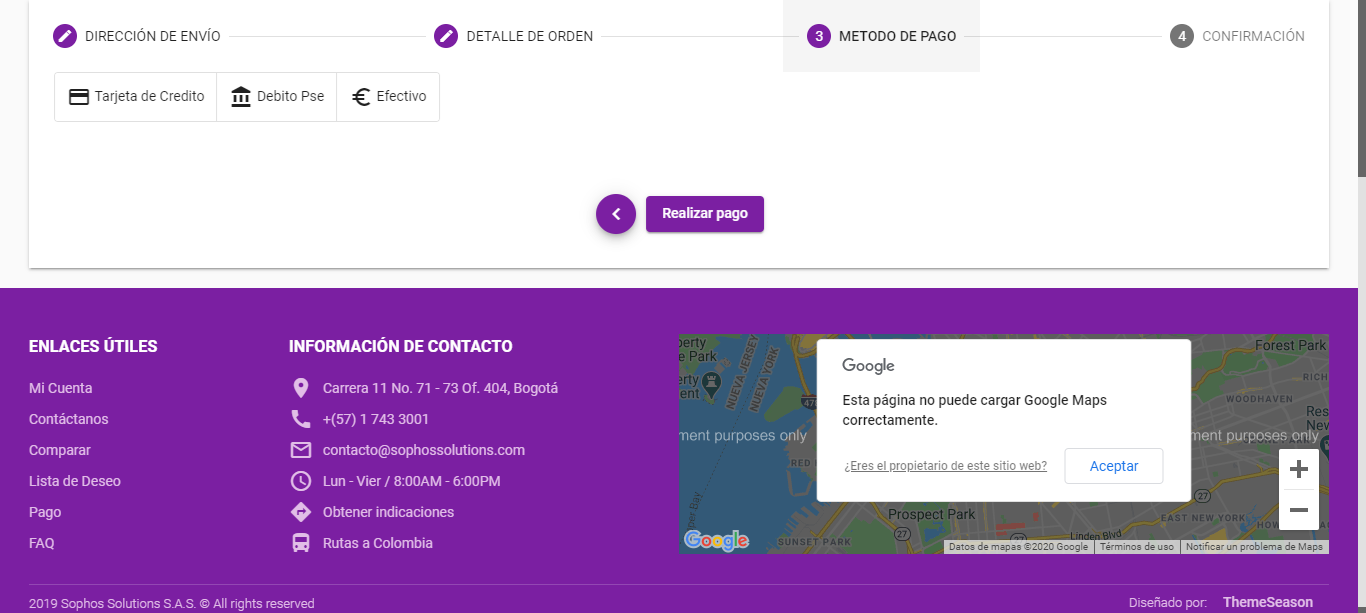 DIRECCIÓN DE ENVÍO
DETALLE DE ORDEN
3 METODO DE PAGO
4 CONFIRMACIÓN
Tarjeta de Credito
Debito Pse
Efectivo
Realizar pago
ENLACES ÚTILES
Mi Cuenta
Contáctanos
Comparar
Lista de Deseo
Pago
FAQ
INFORMACIÓN DE CONTACTO
Carrera 11 No. 71 - 73 Of. 404, Bogotá
+(57) 1 743 3001
contacto@sophossolutions.com
Lun - Vier / 8:00AM - 6:00PM
Obtener indicaciones
Rutas a Colombia
NUEVA JERSEY
NUEVA YORK
Forest Park
WOODHAVEN
ment purposes only
ment purposes only
Google
Esta página no puede cargar Google Maps
correctamente.
¿Eres el propietario de este sitio web?
Aceptar
Prospect Park
27
27
EAST NEW YORK
SUNSET PARK
Linden Blvd
Google
Datos de mapas ©2020 Google
Términos de uso
Notificar un problema de Maps
2019 Sophos Solutions S.A.S. © All rights reserved
Diseñado por: ThemeSeason